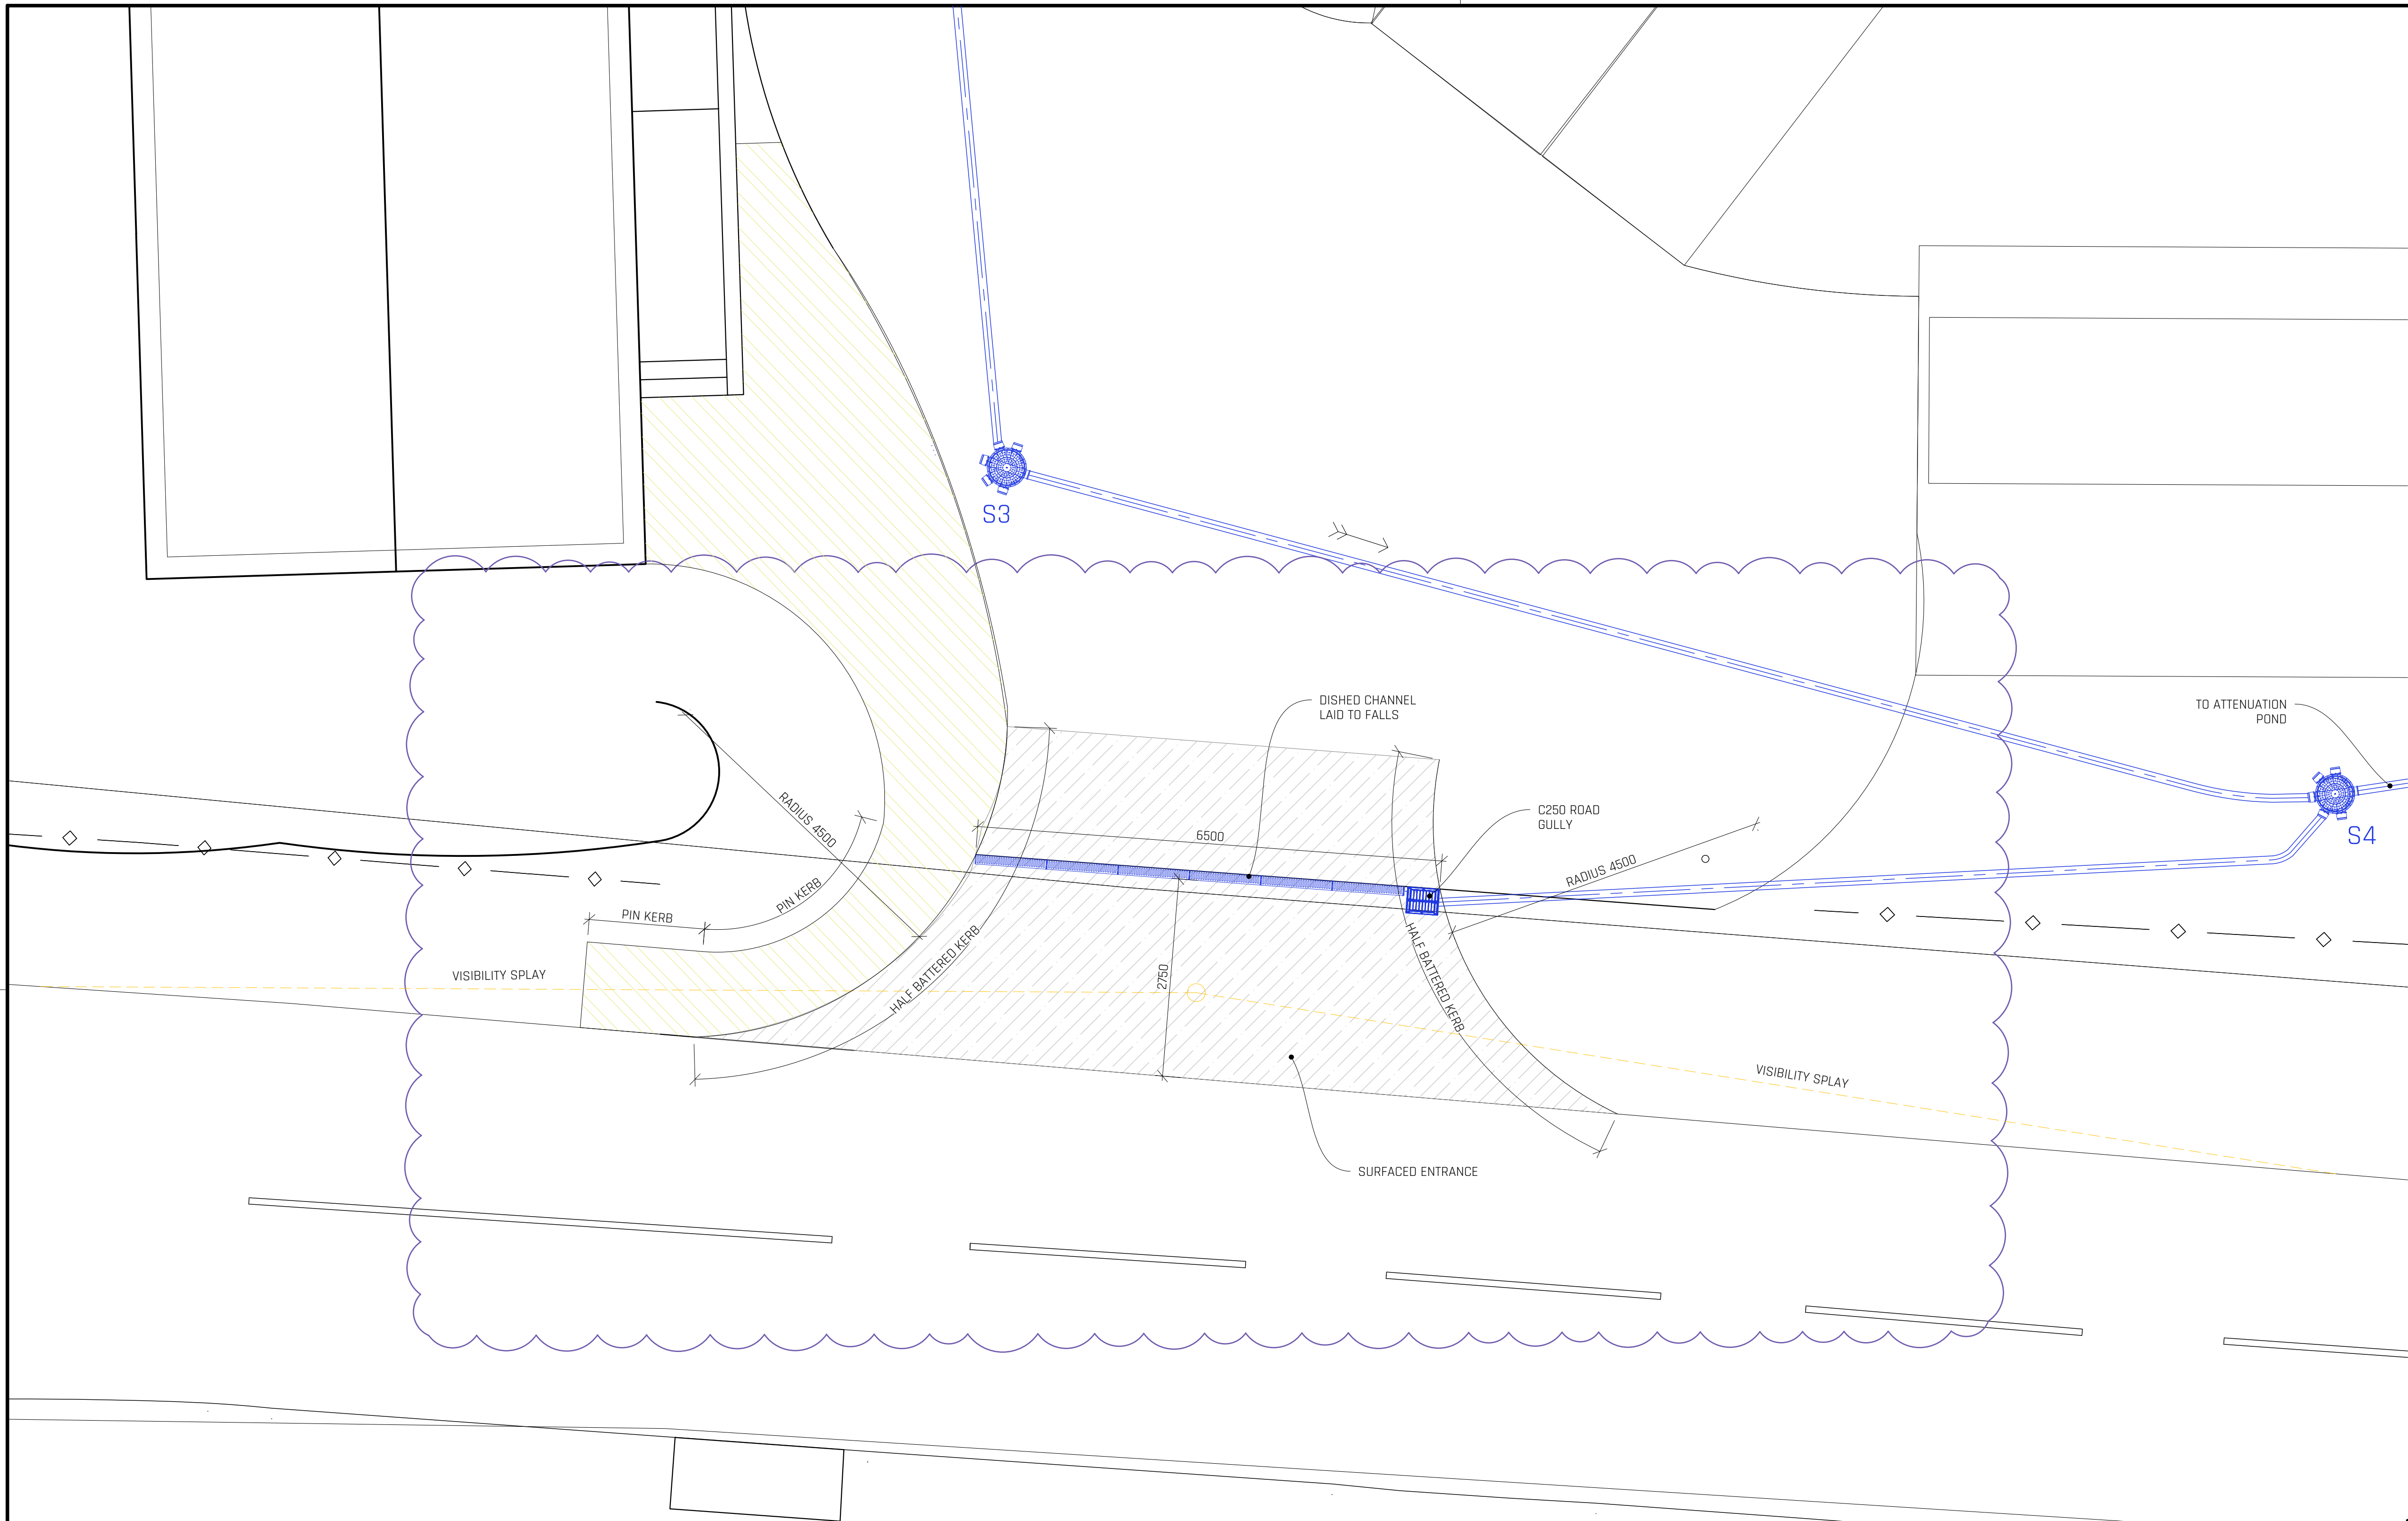 S3
DISHED CHANNEL
LAID TO FALLS
TO ATTENUATION
POND
RADIUS 4500
C250 ROAD
GULLY
6500
S4
RADIUS 4500
PIN KERB
PIN KERB
HALF BATTERED KERB
HALF BATTERED KERB
VISIBILITY SPLAY
2750
VISIBILITY SPLAY
SURFACED ENTRANCE